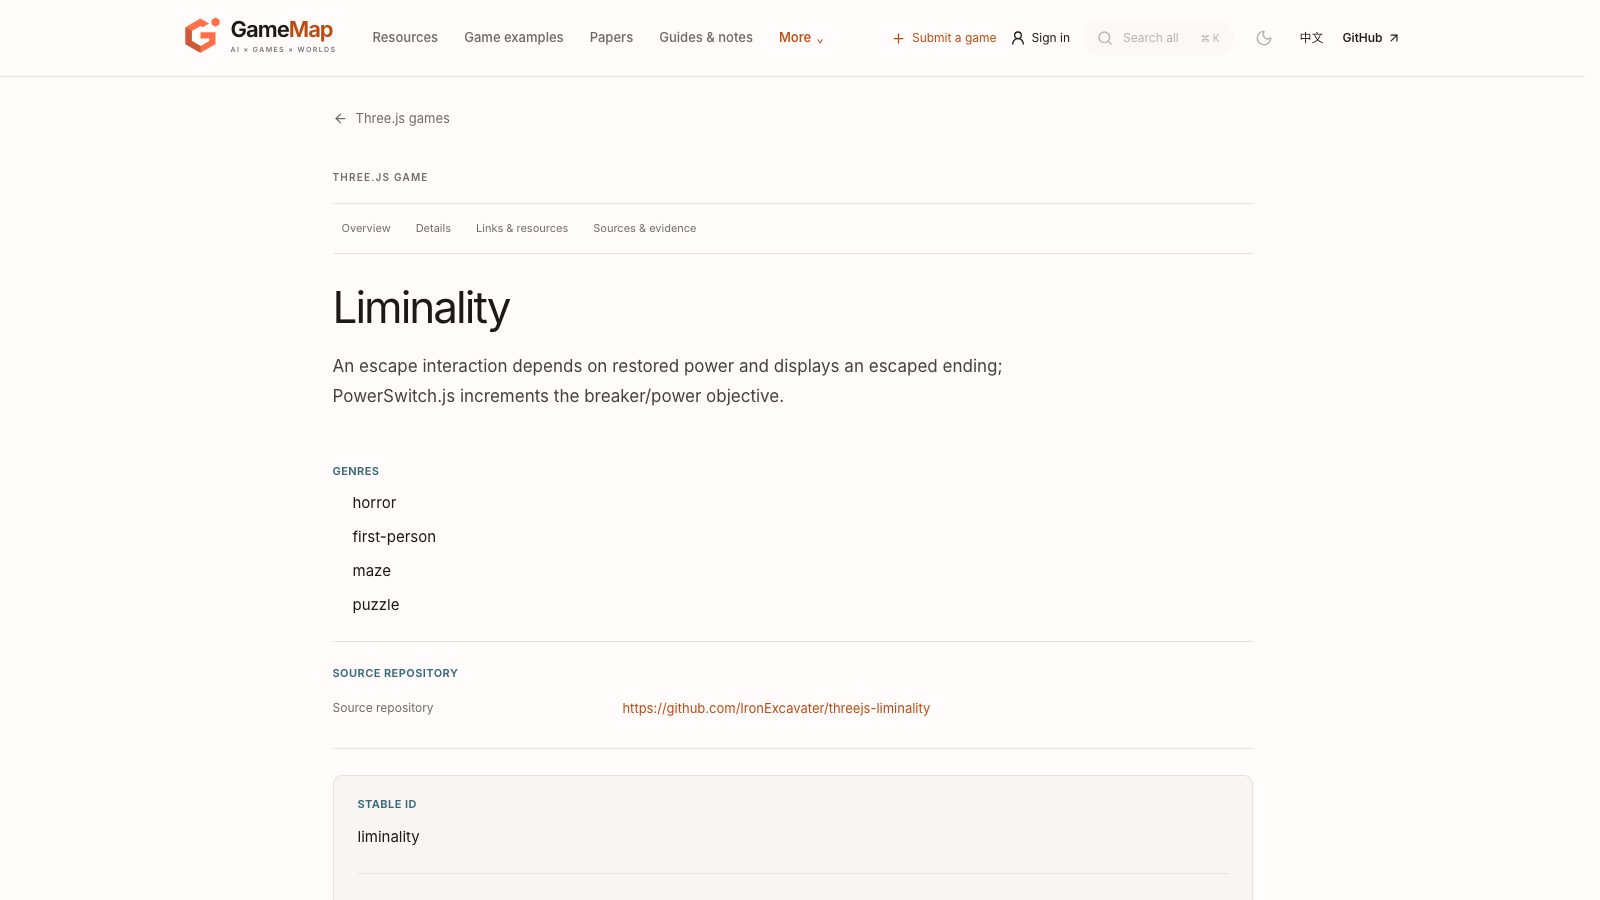 GameMap
AI × GAMES × WORLDS
Resources
Game examples
Papers
Guides & notes
More
Submit a game
Sign in
Search all
⌘ K
中文
GitHub
Three.js games
THREE.JS GAME
Overview
Details
Links & resources
Sources & evidence
Liminality
An escape interaction depends on restored power and displays an escaped ending;
PowerSwitch.js increments the breaker/power objective.
GENRES
horror
first-person
maze
puzzle
SOURCE REPOSITORY
Source repository
https://github.com/IronExcavater/threejs-liminality
STABLE ID
liminality